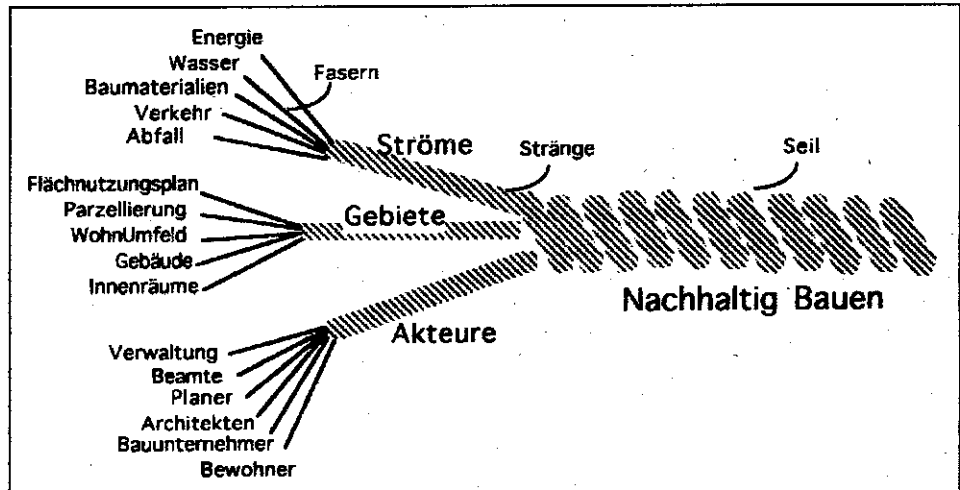 Energie
Wasser
Fasern
Baumaterialien
Verkehr
Abfall
Ströme
Stränge
Seil
Flächnutzungsplan
Parzellierung
Gebiete
WohnUmfeld
Gebäude
Innenräume
Nachhaltig Bauen
Akteure
Verwaltung
Beamte
Planer
Architekten
Bauunternehmer
Bewohner